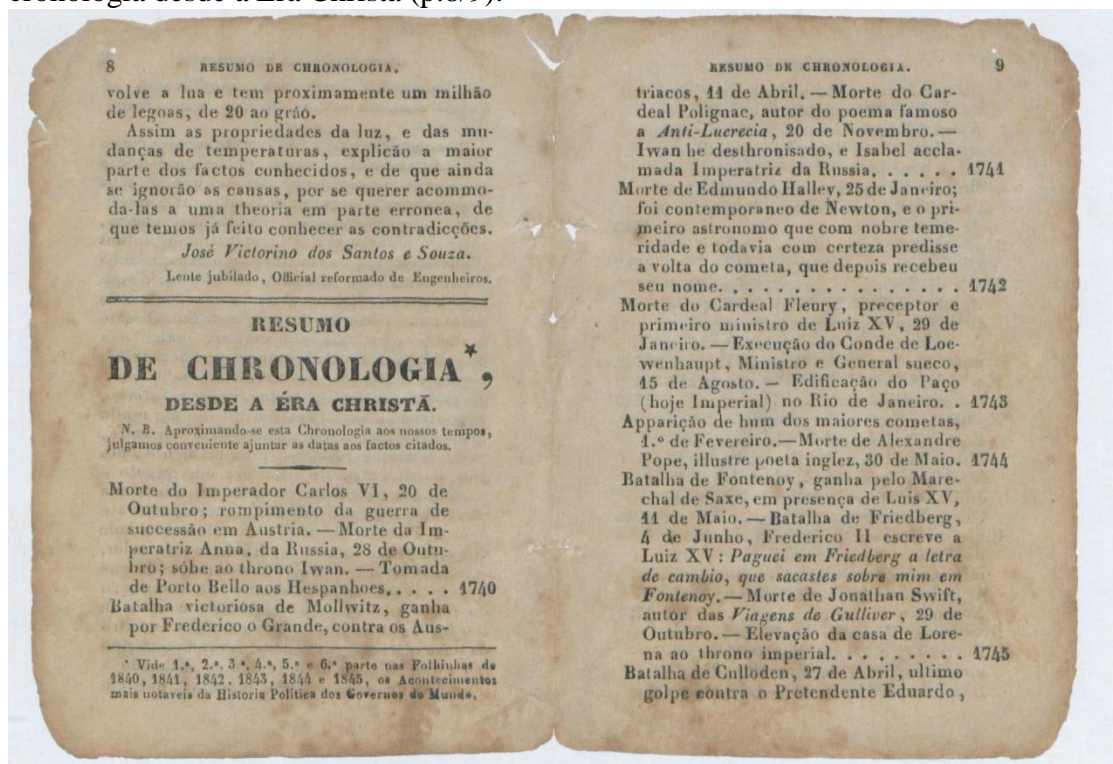 cronologia desde a Era Christã (p.8/9).
8 RESUMO DE CHRONOLOGIA.
volve a lua e tem proximamente um milhão
de legoas, de 20 ao gráo.
Assim as propriedades da luz, e das mu-
danças de temperaturas, explicão a maior
parte dos factos conhecidos, e de que ainda
se ignorão as causas, por se querer acommo-
da-las a uma theoria em parte erronea, de
que temos já feito conhecer as contradicções.
José Victorino dos Santos e Souza.
Lente jubilado, Official reformado de Engenheiros.
RESUMO
DE CHRONOLOGIA*,
DESDE A ÉRA CHRISTÃ.
N. B. Aproximando-se esta Chronologia aos nossos tempos,
julgamos conveniente ajuntar as datas aos factos citados.
Morte do Imperador Carlos VI, 20 de
Outubro; rompimento da guerra de
successão em Austria. — Morte da Im-
peratriz Anna, da Russia, 28 de Outu-
bro; sóbe ao throno Iwan. — Tomada
de Porto Bello aos Hespanhoes. . . . . 1740
Batalha victoriosa de Mollwitz, ganha
por Frederico o Grande, contra os Aus-
* Vide 1.ª, 2.ª, 3.ª, 4.ª, 5.ª e 6.ª parte nas Folhinhas de
1840, 1841, 1842, 1843, 1844 e 1845, os Acontecimentos
mais notaveis da Historia Politica dos Governos do Mundo.
RESUMO DE CHRONOLOGIA. 9
triacos, 11 de Abril. — Morte do Car-
deal Polignac, autor do poema famoso
a Anti-Lucrecia, 20 de Novembro. —
Iwan he desthronisado, e Isabel accla-
mada Imperatriz da Russia. . . . . . 1741
Morte de Edmundo Halley, 25 de Janeiro;
foi contemporaneo de Newton, e o pri-
meiro astronomo que com nobre teme-
ridade e todavia com certeza predisse
a volta do cometa, que depois recebeu
seu nome. . . . . . . . . . . . . . . . 1742
Morte do Cardeal Fleury, preceptor e
primeiro ministro de Luiz XV, 29 de
Janeiro. — Execução do Conde de Loe-
wenhaupt, Ministro e General sueco,
15 de Agosto. — Edificação do Paço
(hoje Imperial) no Rio de Janeiro. . 1743
Apparição de hum dos maiores cometas,
1.º de Fevereiro. — Morte de Alexandre
Pope, illustre poeta inglez, 30 de Maio. 1744
Batalha de Fontenoy, ganha pelo Mare-
chal de Saxe, em presença de Luis XV,
11 de Maio. — Batalha de Friedberg,
4 de Junho, Frederico II escreve a
Luiz XV: Paguei em Friedberg a letra
de cambio, que sacastes sobre mim em
Fontenoy. — Morte de Jonathan Swift,
autor das Viagens de Gulliver, 29 de
Outubro. — Elevação da casa de Lore-
na ao throno imperial. . . . . . . . . 1745
Batalha de Culloden, 27 de Abril, ultimo
golpe contra o Pretendente Eduardo,